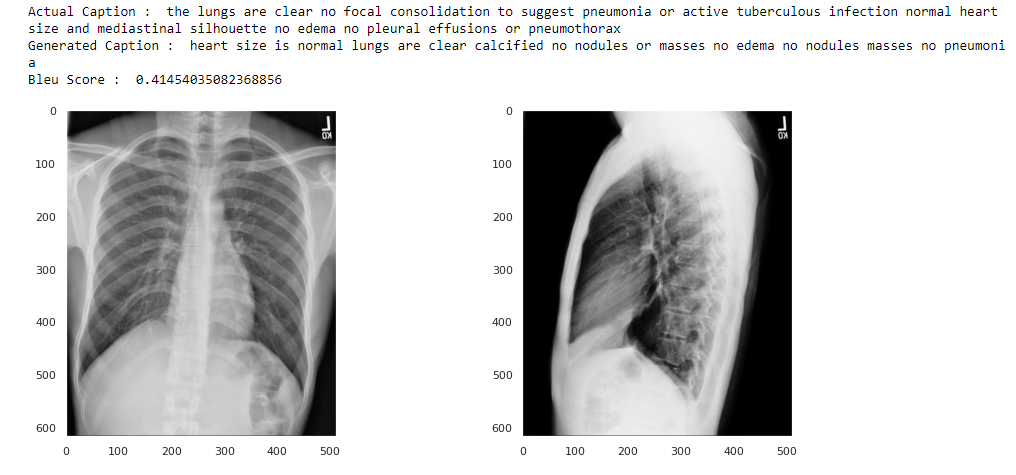 Actual Caption :  the lungs are clear no focal consolidation to suggest pneumonia or active tuberculous infection normal heart
size and mediastinal silhouette no edema no pleural effusions or pneumothorax
Generated Caption :  heart size is normal lungs are clear calcified no nodules or masses no edema no nodules masses no pneumoni
a
Bleu Score :  0.41454035082368856
L
KG
0
100
200
300
400
500
600
0 100 200 300 400 500
L
KG
0
100
200
300
400
500
600
0 100 200 300 400 500